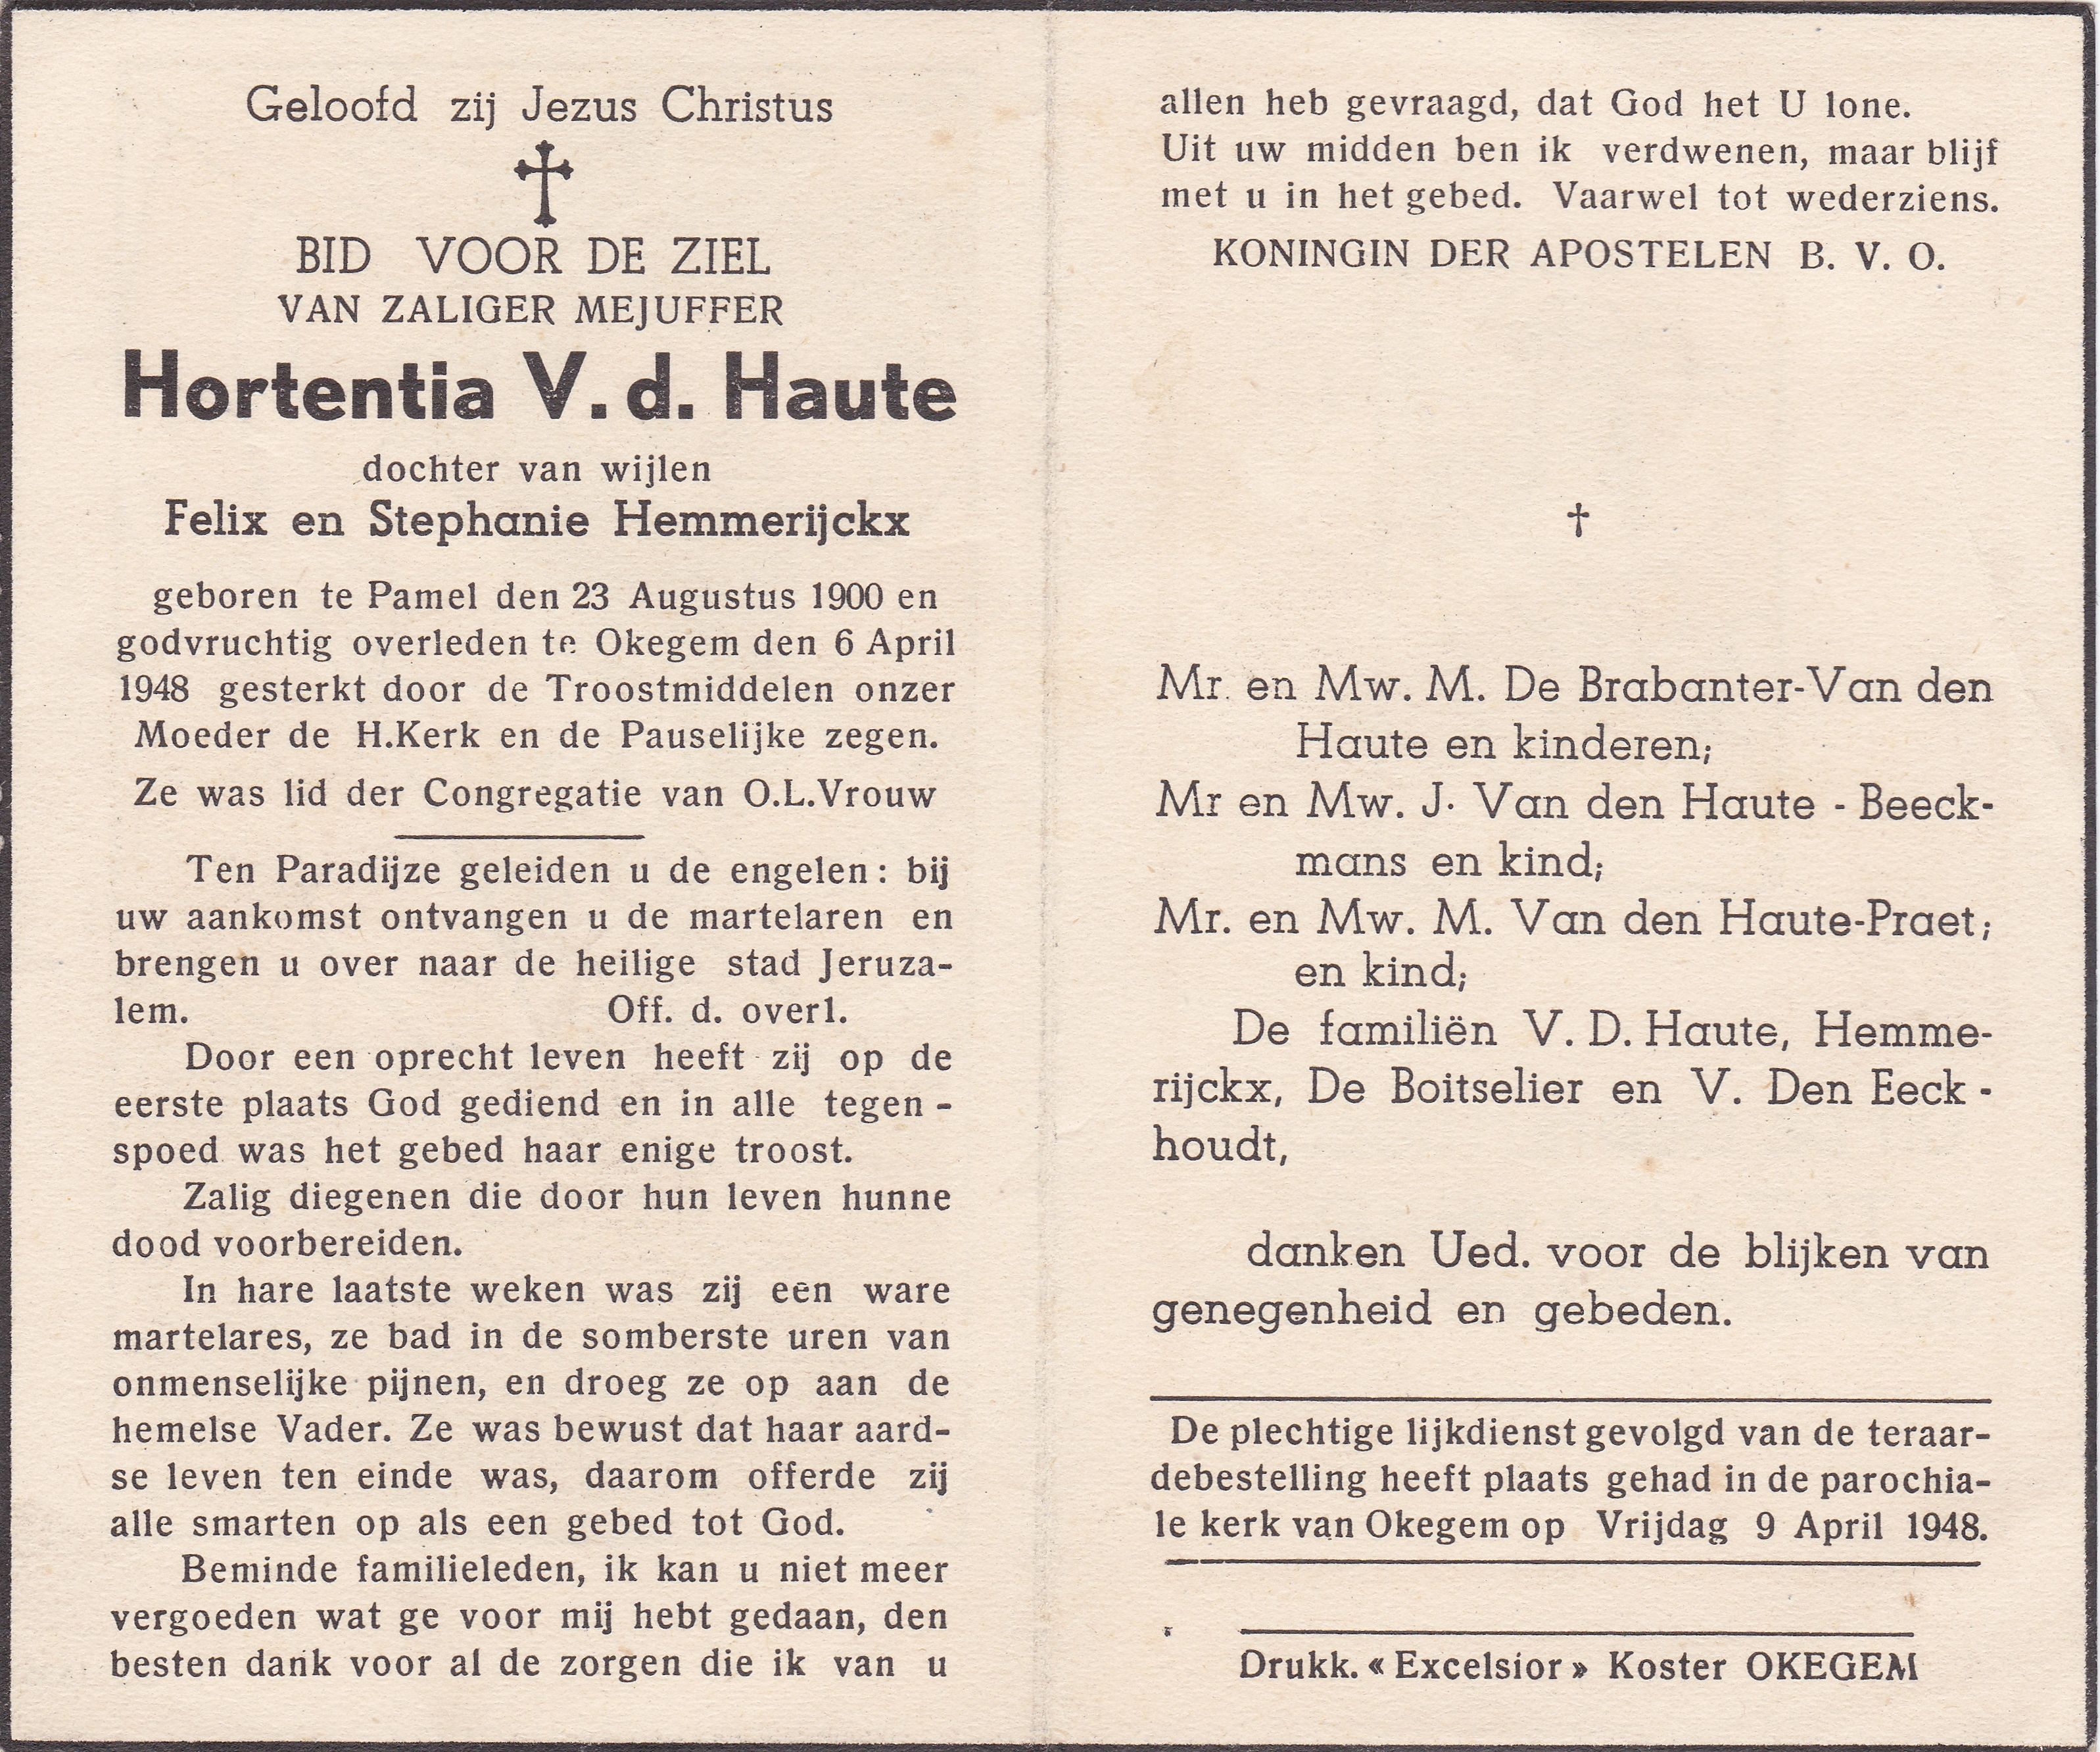 Geloofd zij Jezus Christus
BID VOOR DE ZIEL
VAN ZALIGER MEJUFFER
Hortentia V. d. Haute
dochter van wijlen
Felix en Stephanie Hemmerijckx
geboren te Pamel den 23 Augustus 1900 en
godvruchtig overleden te Okegem den 6 April
1948 gesterkt door de Troostmiddelen onzer
Moeder de H.Kerk en de Pauselijke zegen.
Ze was lid der Congregatie van O.L.Vrouw
Ten Paradijze geleiden u de engelen: bij
uw aankomst ontvangen u de martelaren en
brengen u over naar de heilige stad Jeruza-
lem. Off. d. overl.
Door een oprecht leven heeft zij op de
eerste plaats God gediend en in alle tegen-
spoed was het gebed haar enige troost.
Zalig diegenen die door hun leven hunne
dood voorbereiden.
In hare laatste weken was zij een ware
martelares, ze bad in de somberste uren van
onmenselijke pijnen, en droeg ze op aan de
hemelse Vader. Ze was bewust dat haar aard-
se leven ten einde was, daarom offerde zij
alle smarten op als een gebed tot God.
Beminde familieleden, ik kan u niet meer
vergoeden wat ge voor mij hebt gedaan, den
besten dank voor al de zorgen die ik van u
allen heb gevraagd, dat God het U lone.
Uit uw midden ben ik verdwenen, maar blijf
met u in het gebed. Vaarwel tot wederziens.
KONINGIN DER APOSTELEN B. V. O.
†
Mr. en Mw. M. De Brabanter-Van den
Haute en kinderen;
Mr en Mw. J. Van den Haute - Beeck-
mans en kind;
Mr. en Mw. M. Van den Haute-Praet;
en kind;
De familiën V. D. Haute, Hemme-
rijckx, De Boitselier en V. Den Eeck-
houdt,
danken Ued. voor de blijken van
genegenheid en gebeden.
De plechtige lijkdienst gevolgd van de teraar-
debestelling heeft plaats gehad in de parochia-
le kerk van Okegem op Vrijdag 9 April 1948.
Drukk. « Excelsior » Koster OKEGEM